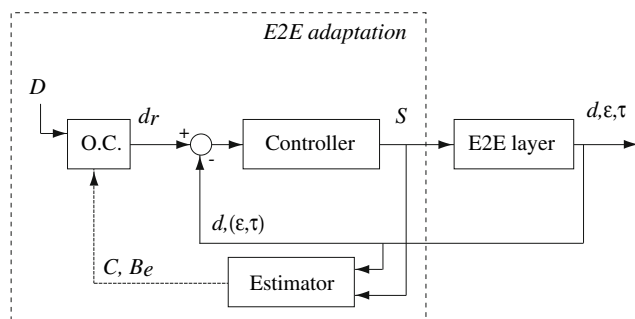 E2E adaptation
D
dr
S
d,ε,τ
O.C.
+
-
Controller
E2E layer
d,(ε,τ)
C, Be
Estimator